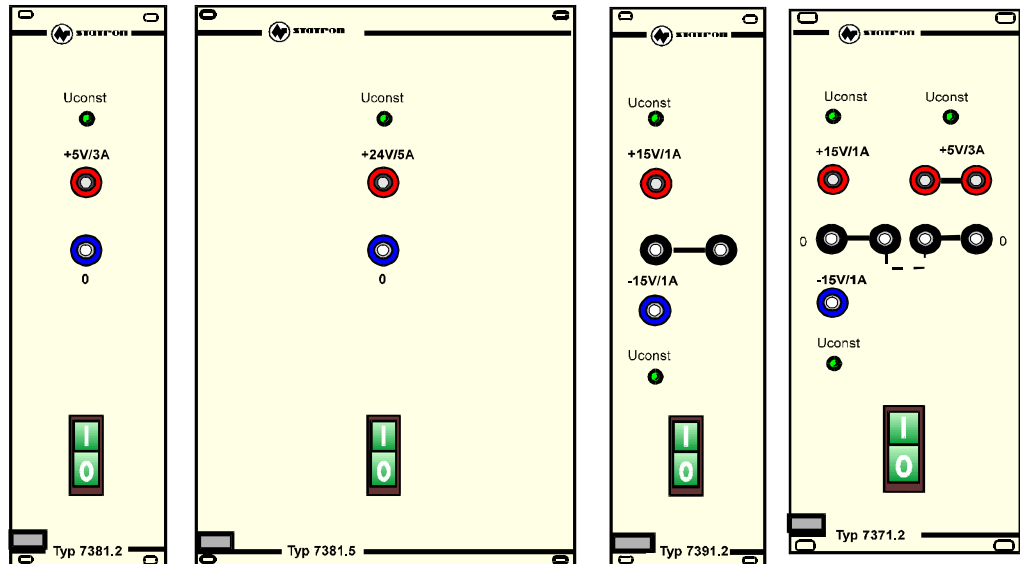 statron
Uconst
+5V/3A
0
I
0
Typ 7381.2
statron
Uconst
+24V/5A
0
I
0
Typ 7381.5
statron
Uconst
+15V/1A
-15V/1A
Uconst
I
0
Typ 7391.2
statron
Uconst Uconst
+15V/1A +5V/3A
0 0
-15V/1A
Uconst
I
0
Typ 7371.2